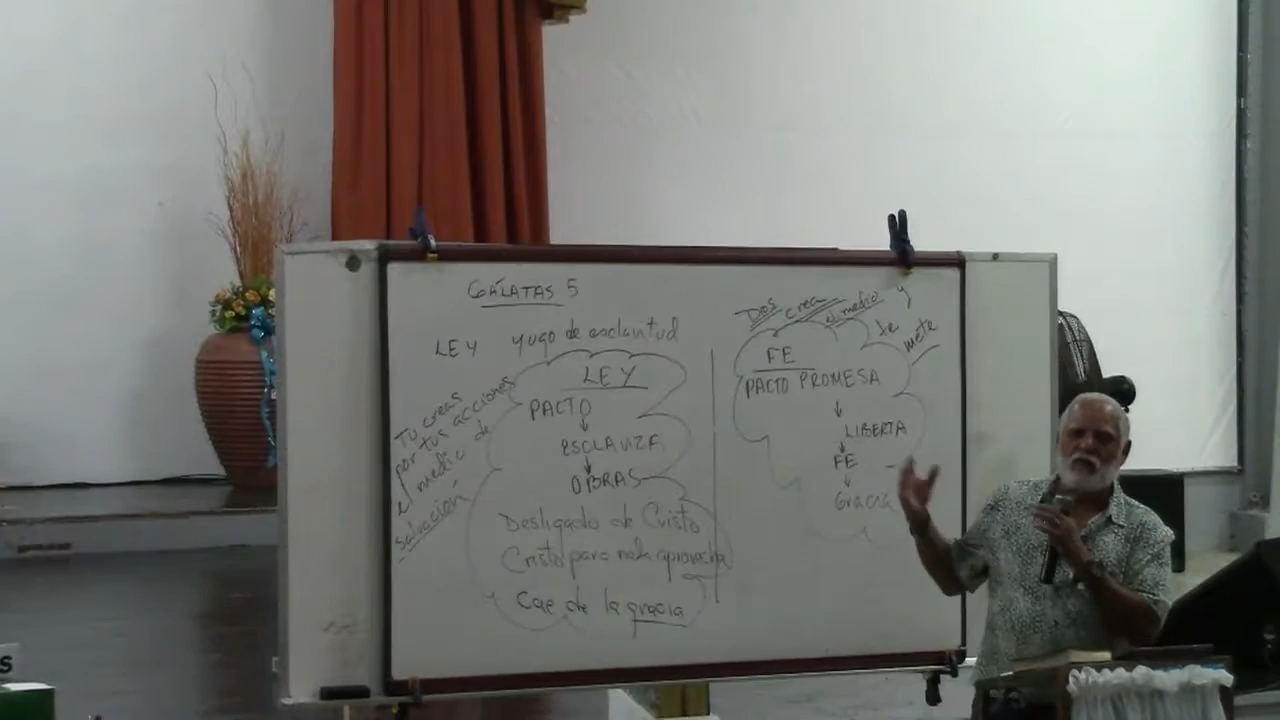 GÁLATAS 5
LEY yugo de esclavitud
LEY
PACTO
ESCLAVIZA
OBRAS
Desligado de Cristo
Cristo para nada aprovecha
Cae de la gracia
Tu creas
por tus acciones
el medio de
salvación
Dios crea el medio y
te mete
FE
PACTO PROMESA
LIBERTA
FE
Gracia
S